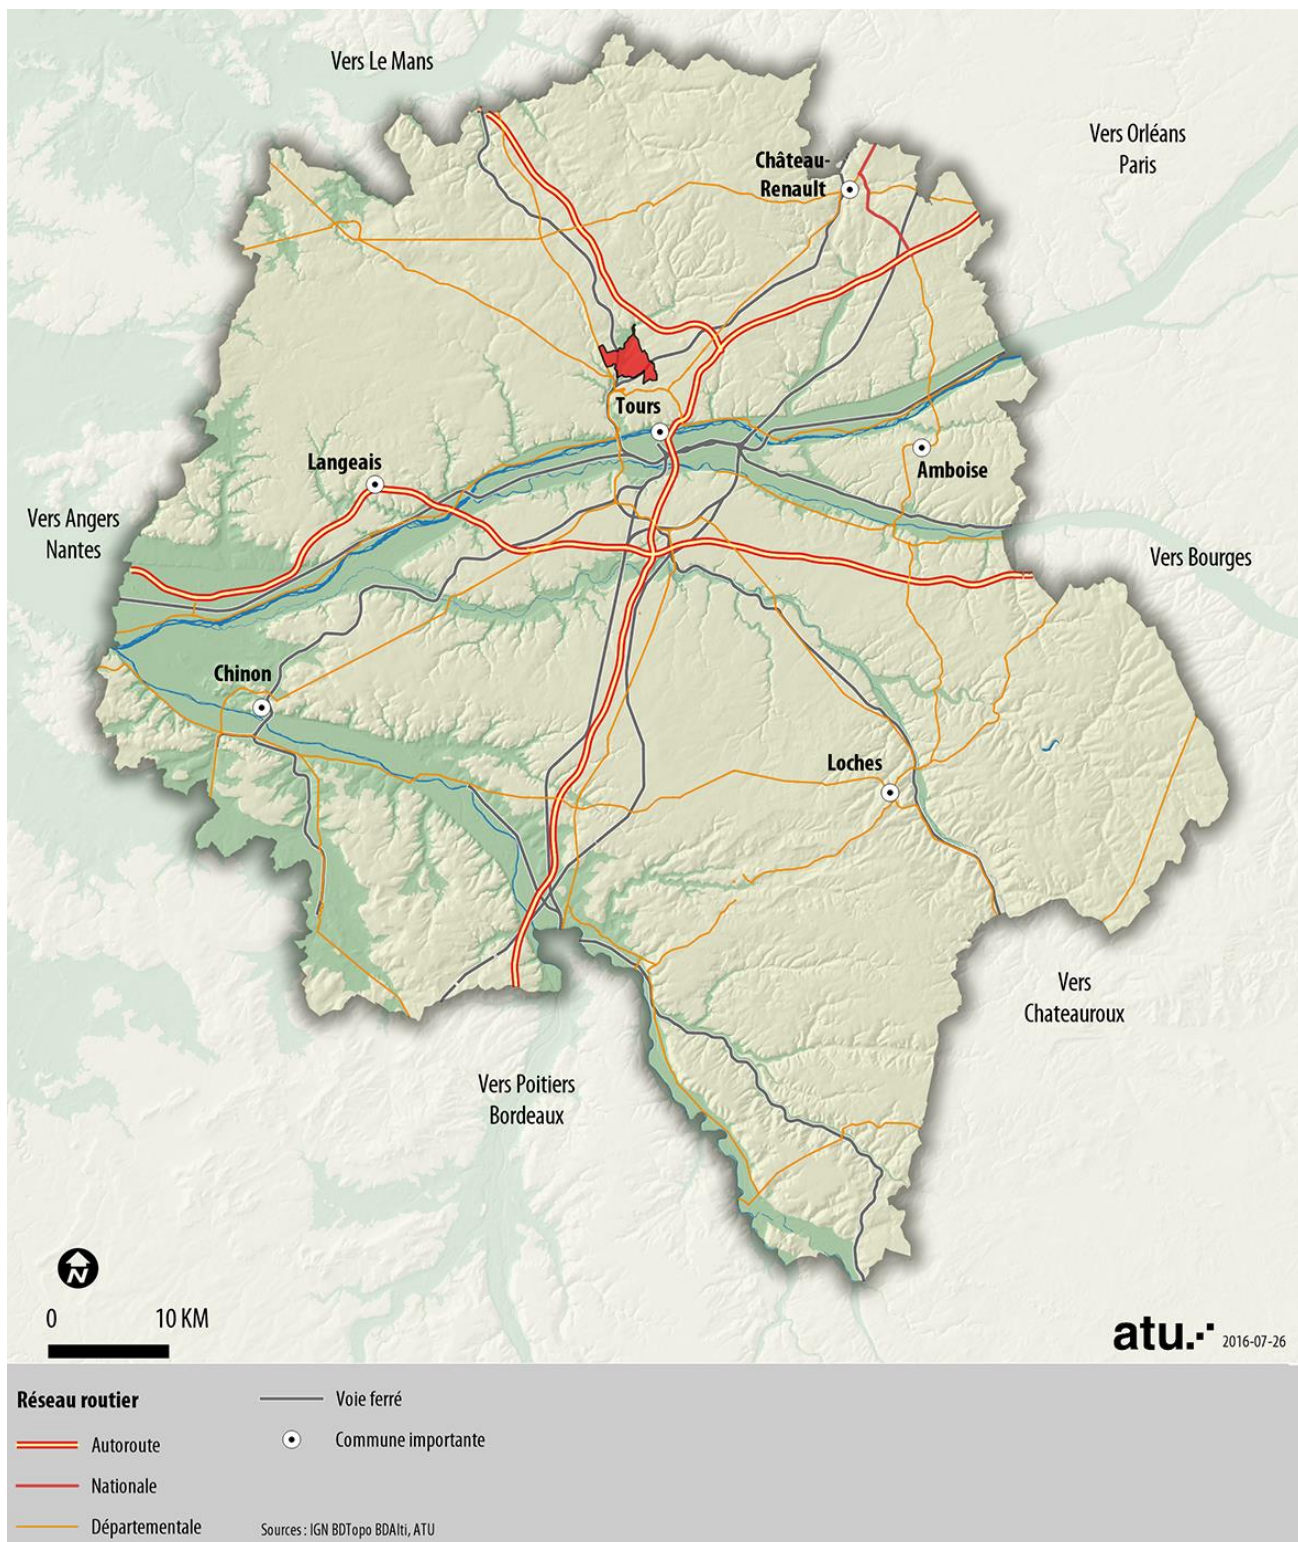 Vers Le Mans
Vers Orléans
Paris
Château-
Renault
Tours
Langeais
Amboise
Vers Angers
Nantes
Vers Bourges
Chinon
Loches
Vers
Chateauroux
Vers Poitiers
Bordeaux
N
0 10 KM
atu. 2016-07-26
Réseau routier
Autoroute
Nationale
Départementale
Voie ferré
Commune importante
Sources : IGN BDTopo BDAlti, ATU